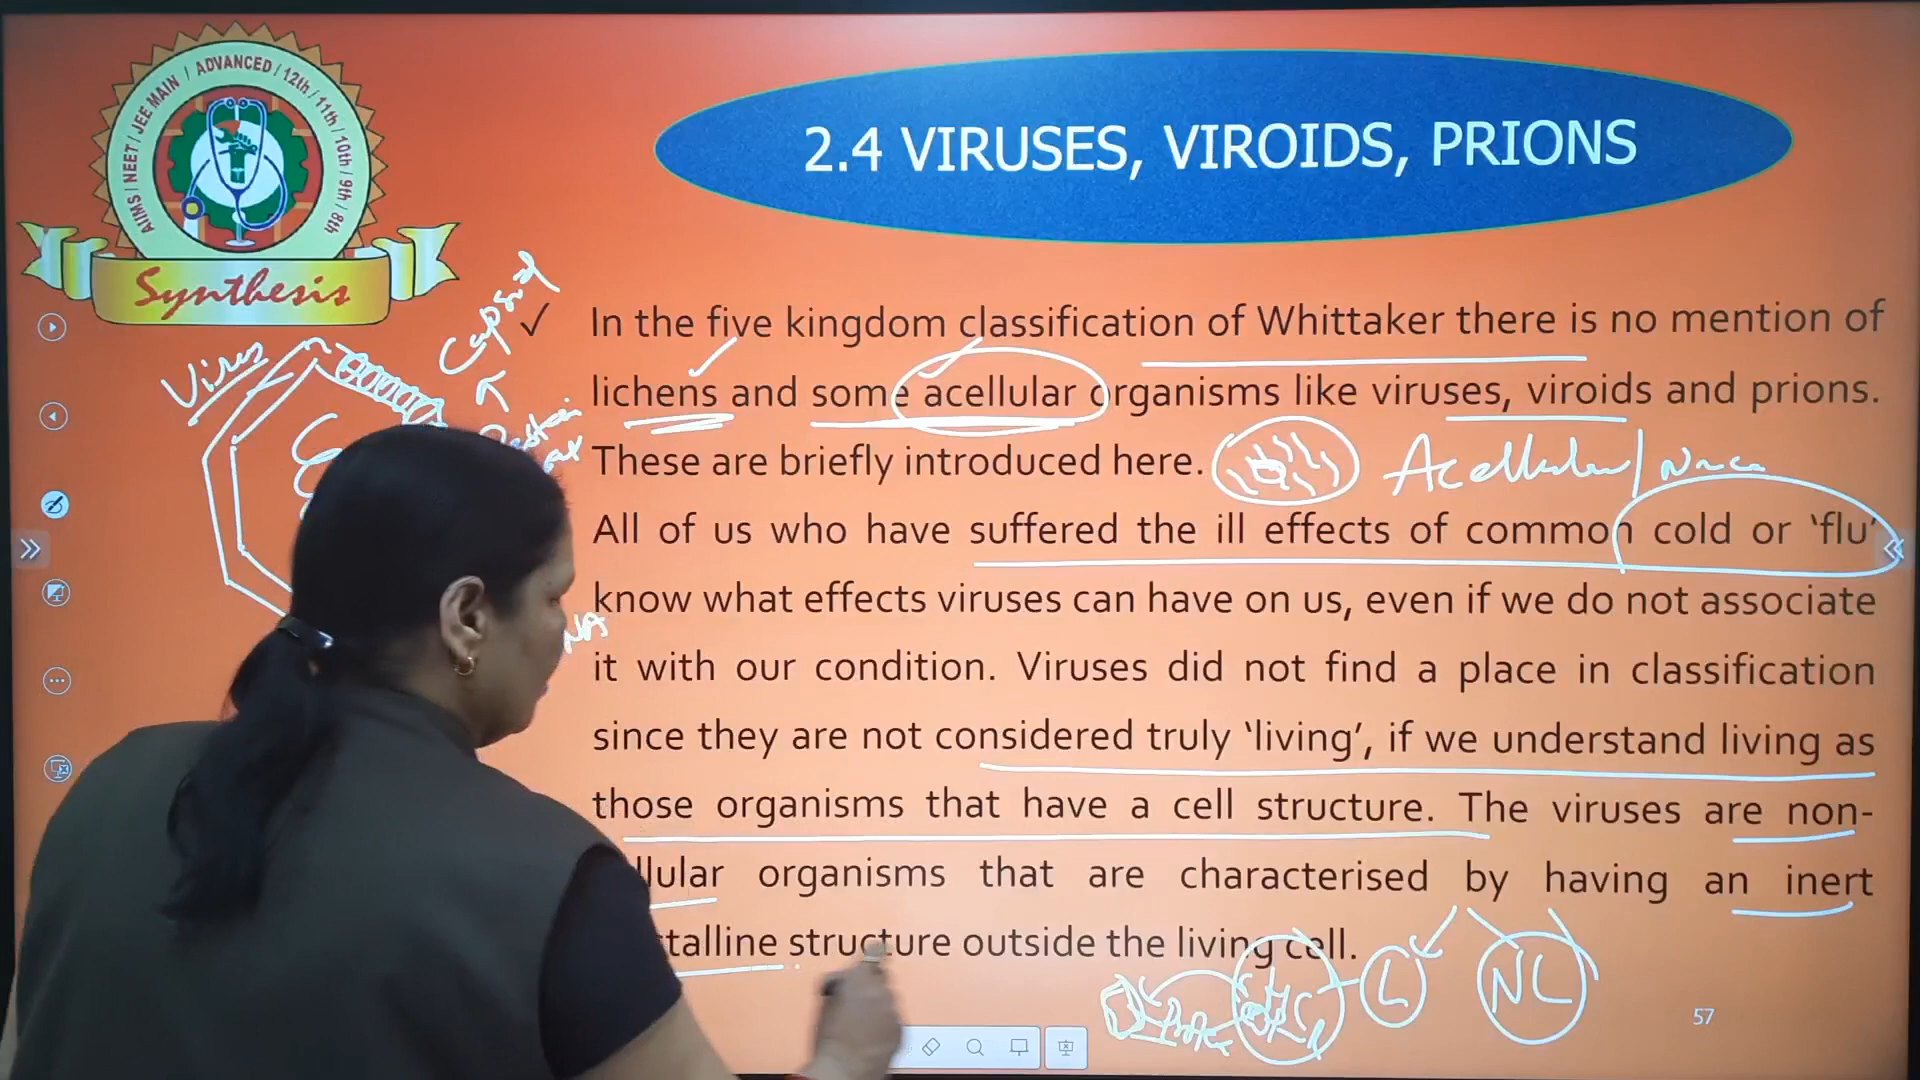 AIIMS / NEET / JEE MAIN / ADVANCED / 12th / 11th / 10th / 9th / 8th
Synthesis
2.4 VIRUSES, VIROIDS, PRIONS
Capsid
Virus
✓ In the five kingdom classification of Whittaker there is no mention of
lichens and some acellular organisms like viruses, viroids and prions.
These are briefly introduced here.
Acellular/
All of us who have suffered the ill effects of common cold or ‘flu’
know what effects viruses can have on us, even if we do not associate
it with our condition. Viruses did not find a place in classification
since they are not considered truly ‘living’, if we understand living as
those organisms that have a cell structure. The viruses are non-
llular organisms that are characterised by having an inert
talline structure outside the living cell.
L
NL
57